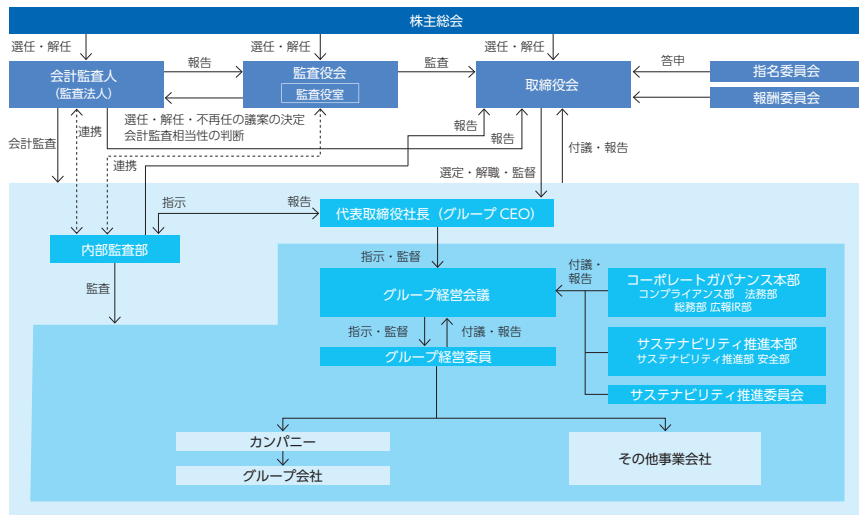 株主総会
選任・解任
選任・解任
選任・解任
会計監査人
（監査法人）
報告
監査役会
監査役室
監査
取締役会
答申
指名委員会
報酬委員会
選任・解任・不再任の議案の決定
会計監査相当性の判断
会計監査
連携
連携
報告
報告
付議・報告
選定・解職・監督
指示
報告
代表取締役社長（グループ CEO）
内部監査部
監査
指示・監督
グループ経営会議
付議・
報告
コーポレートガバナンス本部
コンプライアンス部　法務部
総務部 広報IR部
指示・監督
付議・報告
グループ経営委員
サステナビリティ推進本部
サステナビリティ推進部 安全部
サステナビリティ推進委員会
カンパニー
グループ会社
その他事業会社